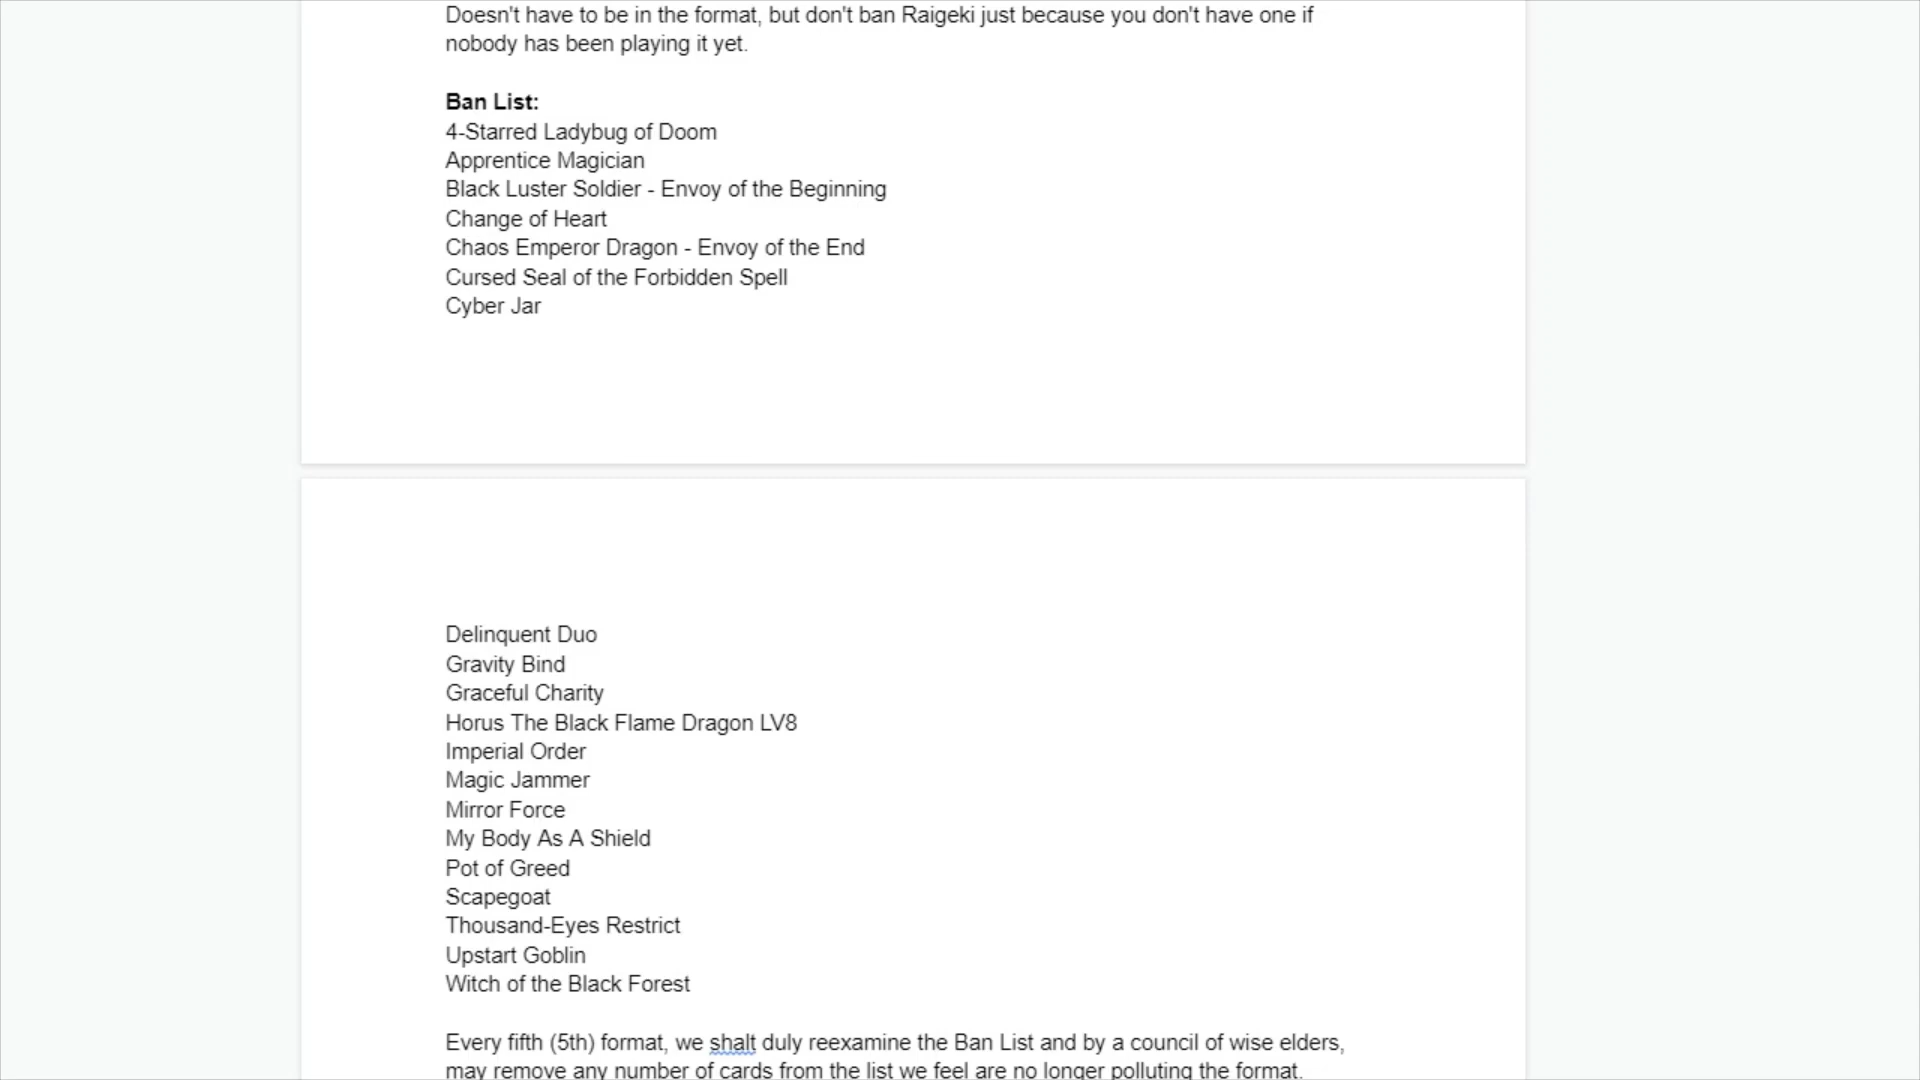 Doesn't have to be in the format, but don't ban Raigeki just because you don't have one if
nobody has been playing it yet.
Ban List:
4-Starred Ladybug of Doom
Apprentice Magician
Black Luster Soldier - Envoy of the Beginning
Change of Heart
Chaos Emperor Dragon - Envoy of the End
Cursed Seal of the Forbidden Spell
Cyber Jar
Delinquent Duo
Gravity Bind
Graceful Charity
Horus The Black Flame Dragon LV8
Imperial Order
Magic Jammer
Mirror Force
My Body As A Shield
Pot of Greed
Scapegoat
Thousand-Eyes Restrict
Upstart Goblin
Witch of the Black Forest
Every fifth (5th) format, we shalt duly reexamine the Ban List and by a council of wise elders,
may remove any number of cards from the list we feel are no longer polluting the format.